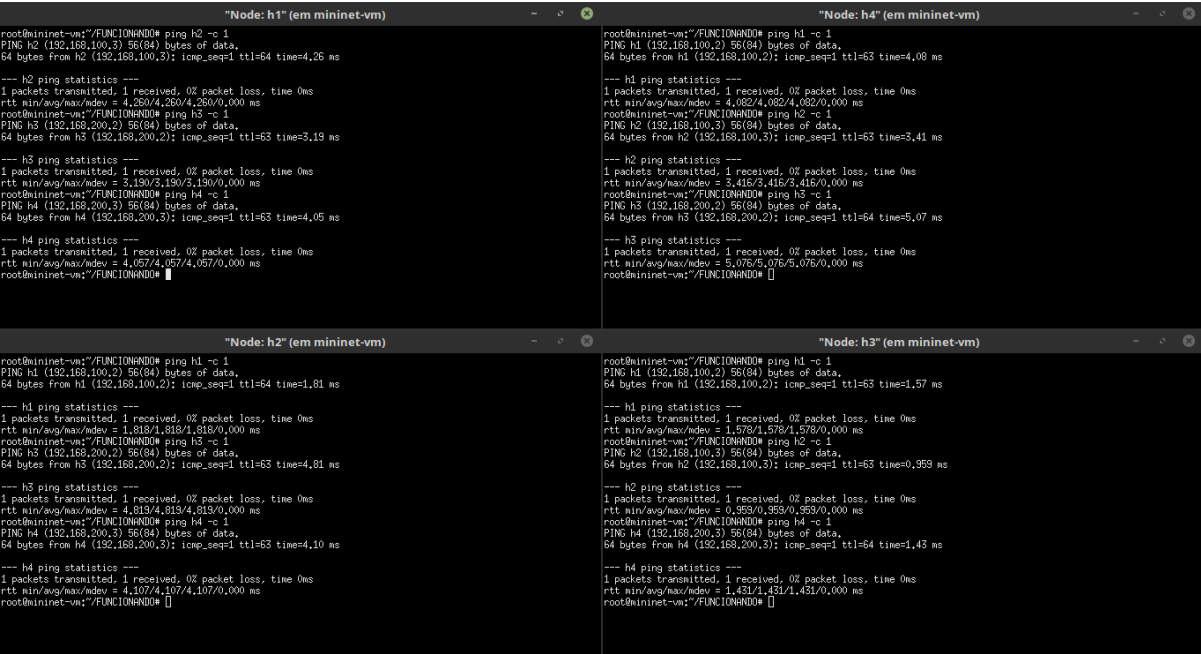 "Node: h1" (em mininet-vm)
root@mininet-vm:~/FUNCIONANDO# ping h2 -c 1
PING h2 (192.168.100.3) 56(84) bytes of data.
64 bytes from h2 (192.168.100.3): icmp_seq=1 ttl=64 time=4.26 ms
--- h2 ping statistics ---
1 packets transmitted, 1 received, 0% packet loss, time 0ms
rtt min/avg/max/mdev = 4.260/4.260/4.260/0.000 ms
root@mininet-vm:~/FUNCIONANDO# ping h3 -c 1
PING h3 (192.168.200.2) 56(84) bytes of data.
64 bytes from h3 (192.168.200.2): icmp_seq=1 ttl=63 time=3.19 ms
--- h3 ping statistics ---
1 packets transmitted, 1 received, 0% packet loss, time 0ms
rtt min/avg/max/mdev = 3.190/3.190/3.190/0.000 ms
root@mininet-vm:~/FUNCIONANDO# ping h4 -c 1
PING h4 (192.168.200.3) 56(84) bytes of data.
64 bytes from h4 (192.168.200.3): icmp_seq=1 ttl=63 time=4.05 ms
--- h4 ping statistics ---
1 packets transmitted, 1 received, 0% packet loss, time 0ms
rtt min/avg/max/mdev = 4.057/4.057/4.057/0.000 ms
root@mininet-vm:~/FUNCIONANDO#
"Node: h4" (em mininet-vm)
root@mininet-vm:~/FUNCIONANDO# ping h1 -c 1
PING h1 (192.168.100.2) 56(84) bytes of data.
64 bytes from h1 (192.168.100.2): icmp_seq=1 ttl=63 time=4.08 ms
--- h1 ping statistics ---
1 packets transmitted, 1 received, 0% packet loss, time 0ms
rtt min/avg/max/mdev = 4.082/4.082/4.082/0.000 ms
root@mininet-vm:~/FUNCIONANDO# ping h2 -c 1
PING h2 (192.168.100.3) 56(84) bytes of data.
64 bytes from h2 (192.168.100.3): icmp_seq=1 ttl=63 time=3.41 ms
--- h2 ping statistics ---
1 packets transmitted, 1 received, 0% packet loss, time 0ms
rtt min/avg/max/mdev = 3.416/3.416/3.416/0.000 ms
root@mininet-vm:~/FUNCIONANDO# ping h3 -c 1
PING h3 (192.168.200.2) 56(84) bytes of data.
64 bytes from h3 (192.168.200.2): icmp_seq=1 ttl=64 time=5.07 ms
--- h3 ping statistics ---
1 packets transmitted, 1 received, 0% packet loss, time 0ms
rtt min/avg/max/mdev = 5.076/5.076/5.076/0.000 ms
root@mininet-vm:~/FUNCIONANDO#
"Node: h2" (em mininet-vm)
root@mininet-vm:~/FUNCIONANDO# ping h1 -c 1
PING h1 (192.168.100.2) 56(84) bytes of data.
64 bytes from h1 (192.168.100.2): icmp_seq=1 ttl=64 time=1.81 ms
--- h1 ping statistics ---
1 packets transmitted, 1 received, 0% packet loss, time 0ms
rtt min/avg/max/mdev = 1.818/1.818/1.818/0.000 ms
root@mininet-vm:~/FUNCIONANDO# ping h3 -c 1
PING h3 (192.168.200.2) 56(84) bytes of data.
64 bytes from h3 (192.168.200.2): icmp_seq=1 ttl=63 time=4.81 ms
--- h3 ping statistics ---
1 packets transmitted, 1 received, 0% packet loss, time 0ms
rtt min/avg/max/mdev = 4.819/4.819/4.819/0.000 ms
root@mininet-vm:~/FUNCIONANDO# ping h4 -c 1
PING h4 (192.168.200.3) 56(84) bytes of data.
64 bytes from h4 (192.168.200.3): icmp_seq=1 ttl=63 time=4.10 ms
--- h4 ping statistics ---
1 packets transmitted, 1 received, 0% packet loss, time 0ms
rtt min/avg/max/mdev = 4.107/4.107/4.107/0.000 ms
root@mininet-vm:~/FUNCIONANDO#
"Node: h3" (em mininet-vm)
root@mininet-vm:~/FUNCIONANDO# ping h1 -c 1
PING h1 (192.168.100.2) 56(84) bytes of data.
64 bytes from h1 (192.168.100.2): icmp_seq=1 ttl=63 time=1.57 ms
--- h1 ping statistics ---
1 packets transmitted, 1 received, 0% packet loss, time 0ms
rtt min/avg/max/mdev = 1.578/1.578/1.578/0.000 ms
root@mininet-vm:~/FUNCIONANDO# ping h2 -c 1
PING h2 (192.168.100.3) 56(84) bytes of data.
64 bytes from h2 (192.168.100.3): icmp_seq=1 ttl=63 time=0.959 ms
--- h2 ping statistics ---
1 packets transmitted, 1 received, 0% packet loss, time 0ms
rtt min/avg/max/mdev = 0.959/0.959/0.959/0.000 ms
root@mininet-vm:~/FUNCIONANDO# ping h4 -c 1
PING h4 (192.168.200.3) 56(84) bytes of data.
64 bytes from h4 (192.168.200.3): icmp_seq=1 ttl=64 time=1.43 ms
--- h4 ping statistics ---
1 packets transmitted, 1 received, 0% packet loss, time 0ms
rtt min/avg/max/mdev = 1.431/1.431/1.431/0.000 ms
root@mininet-vm:~/FUNCIONANDO#